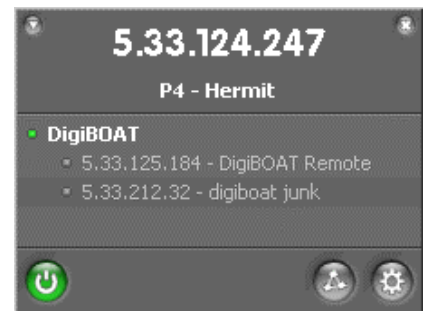 5.33.124.247
P4 - Hermit
DigiBOAT
5.33.125.184 - DigiBOAT Remote
5.33.212.32 - digiboat junk